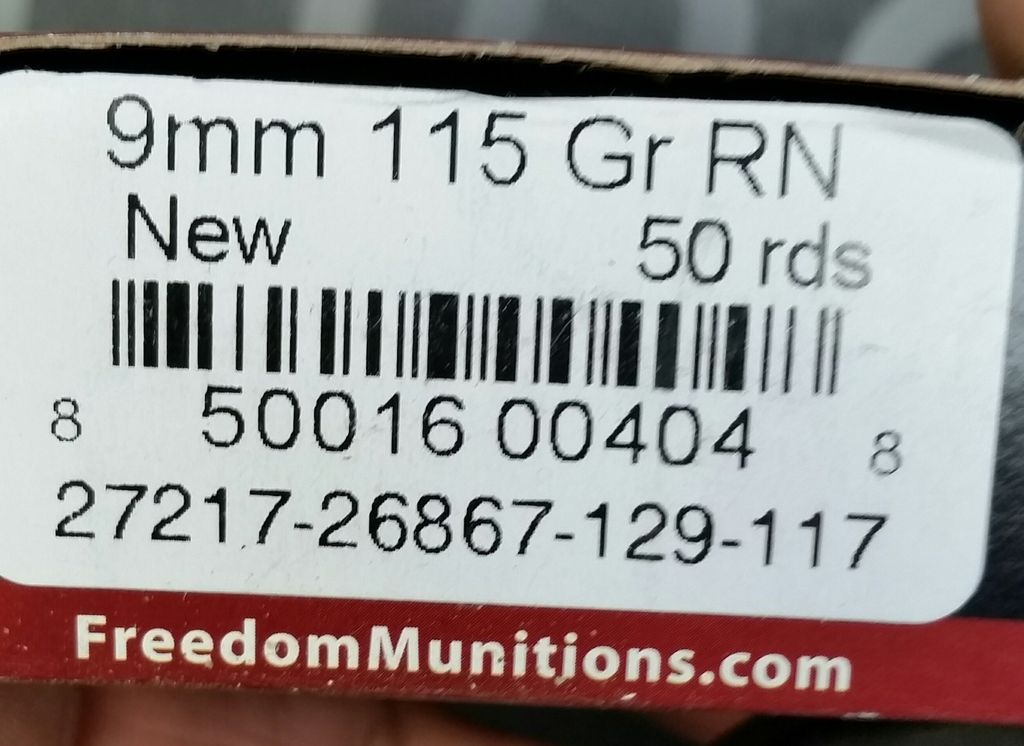 9mm 115 Gr RN
New 50 rds
8 50016 00404 8
27217-26867-129-117
FreedomMunitions.com